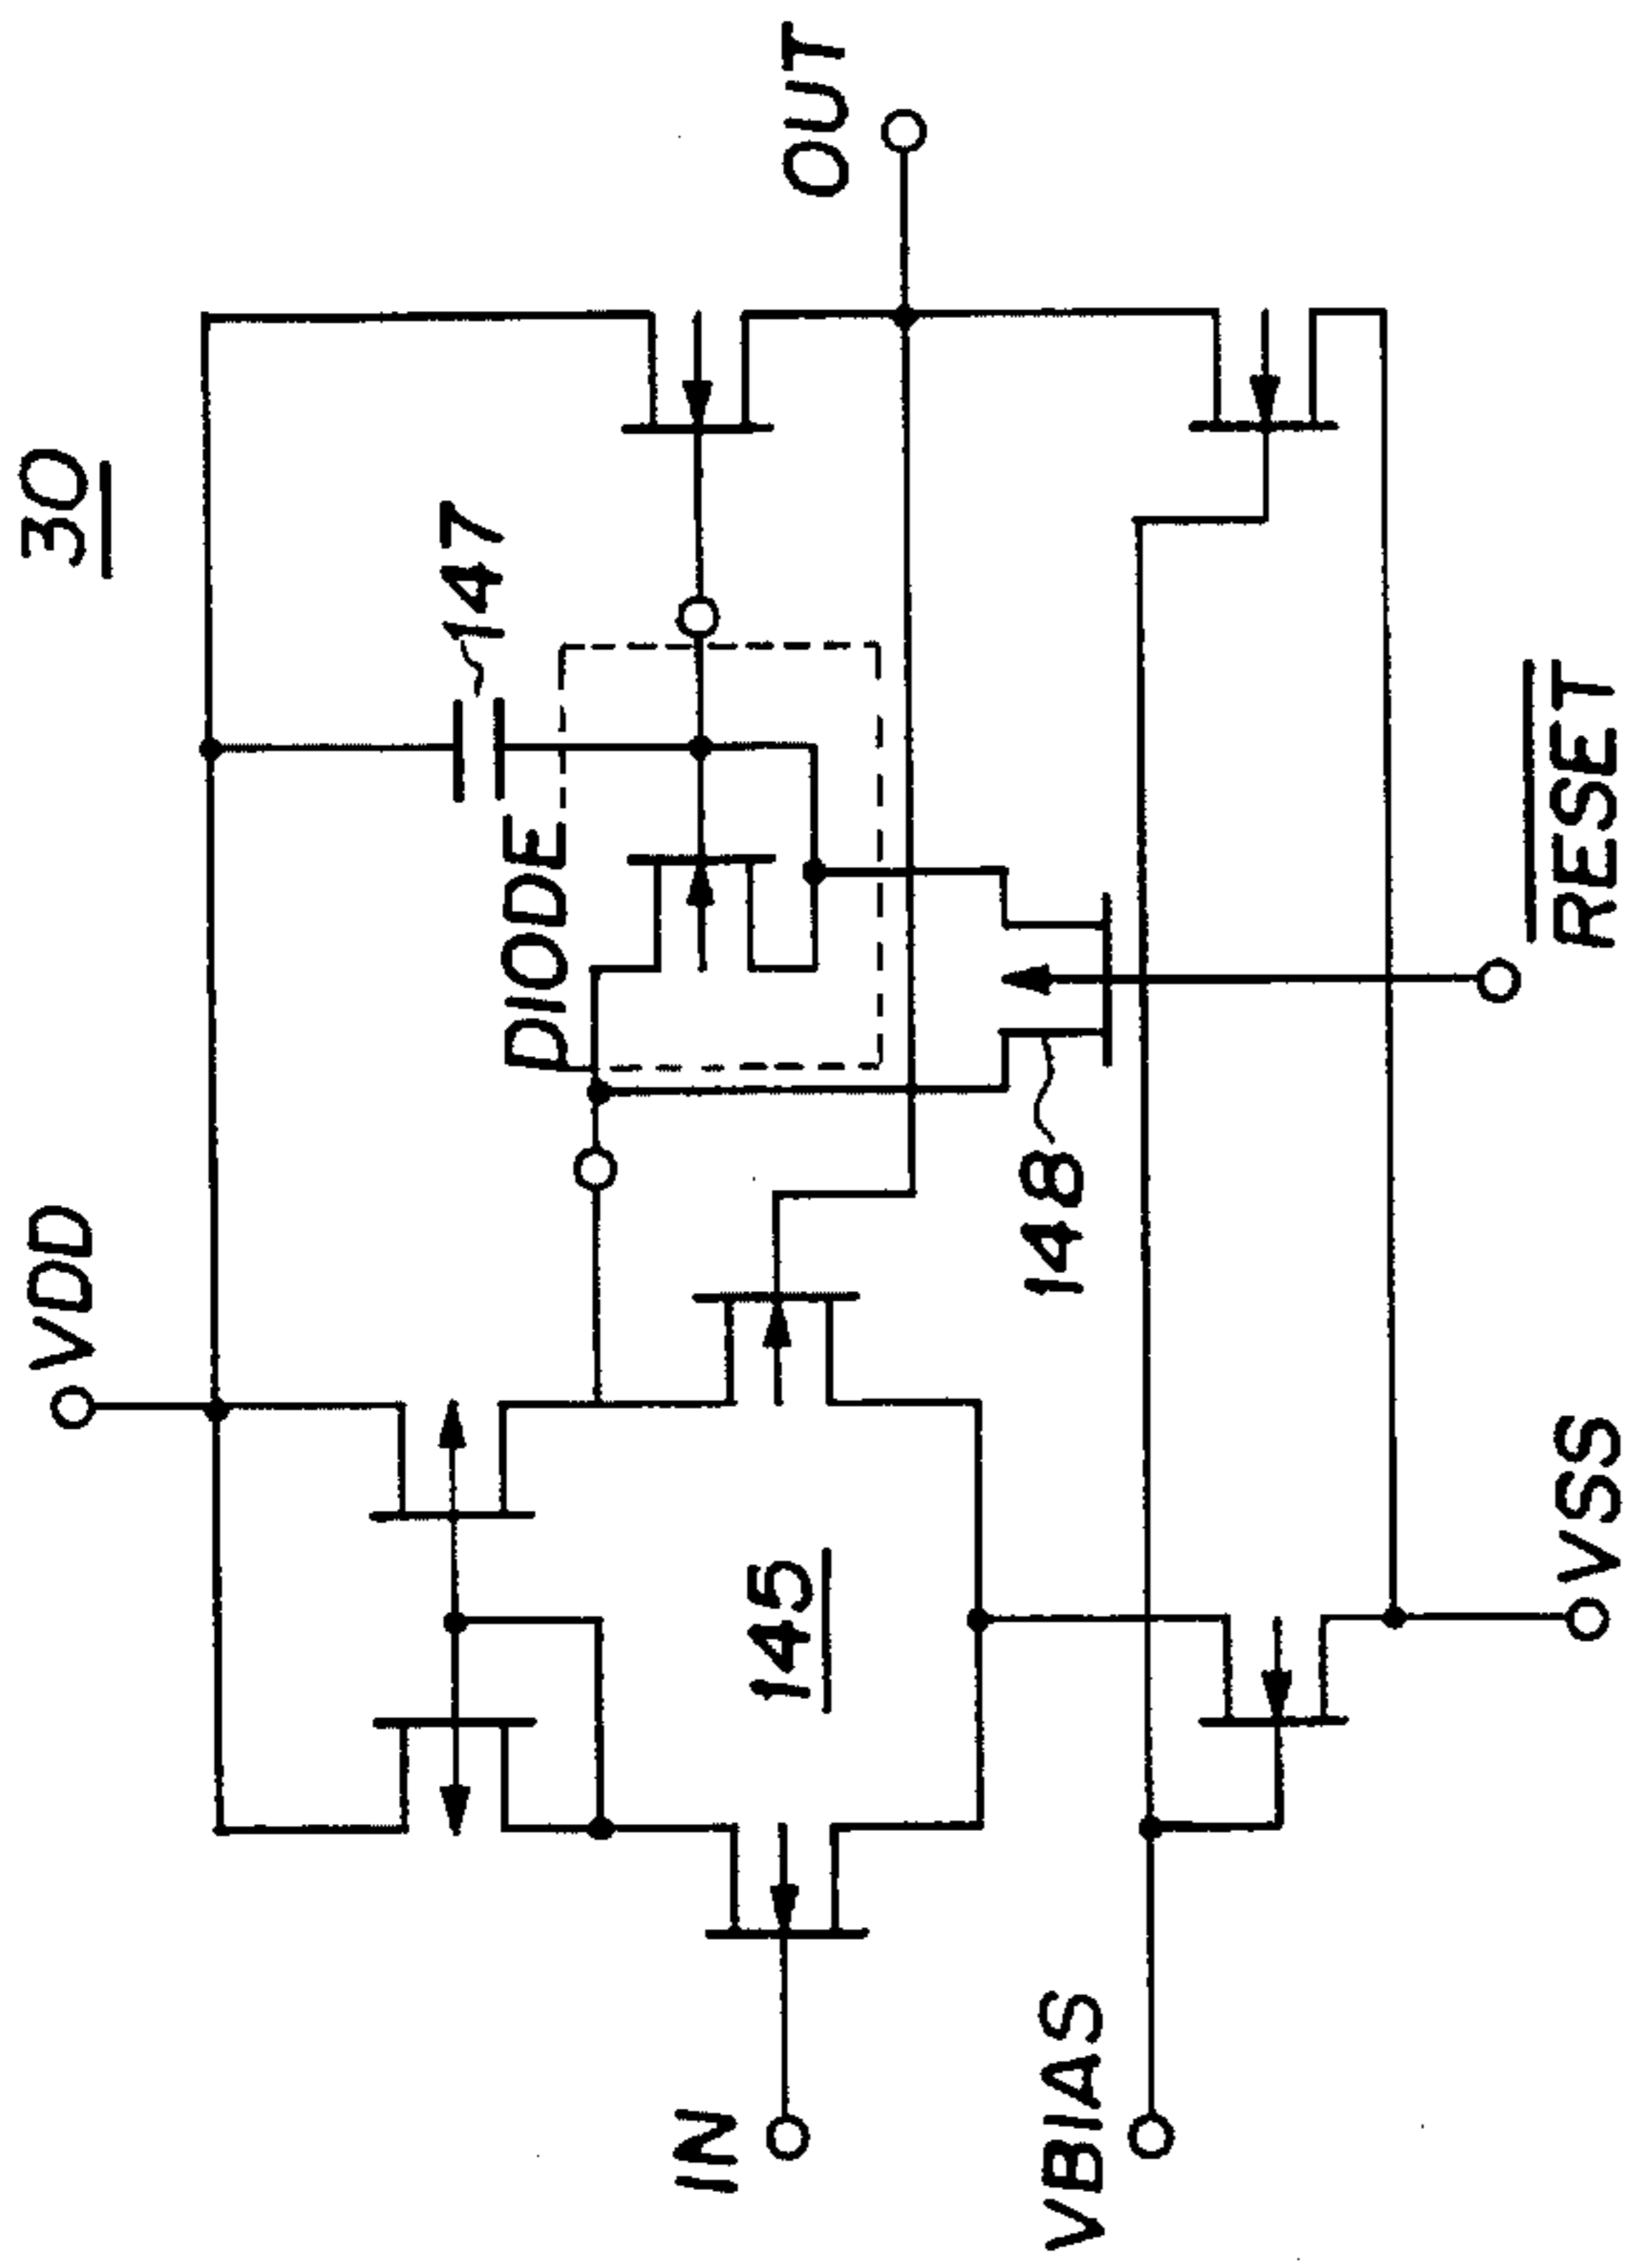 30
VDD
OUT
147
DIODE
145
148
IN
VBIAS
VSS
RESET